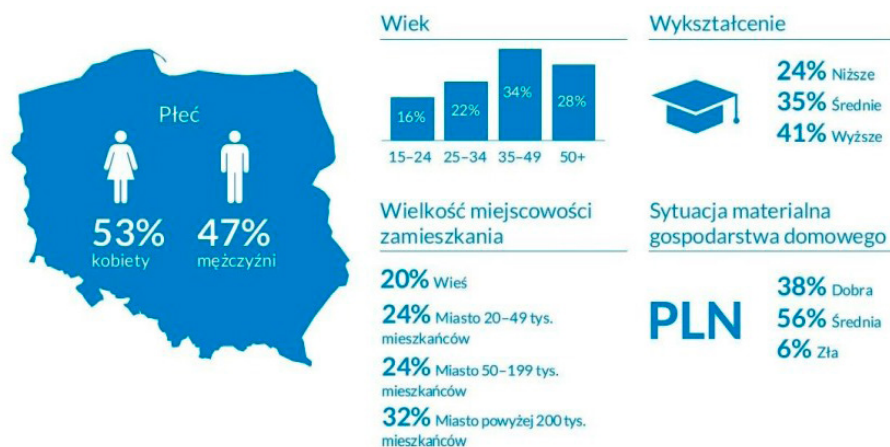 Płeć
53%
kobiety
47%
mężczyźni
Wiek
16%
22%
34%
28%
15–24
25–34
35–49
50+
Wykształcenie
24% Niższe
35% Średnie
41% Wyższe
Wielkość miejscowości
zamieszkania
20% Wieś
24% Miasto 20–49 tys.
mieszkańców
24% Miasto 50–199 tys.
mieszkańców
32% Miasto powyżej 200 tys.
mieszkańców
Sytuacja materialna
gospodarstwa domowego
PLN
38% Dobra
56% Średnia
6% Zła